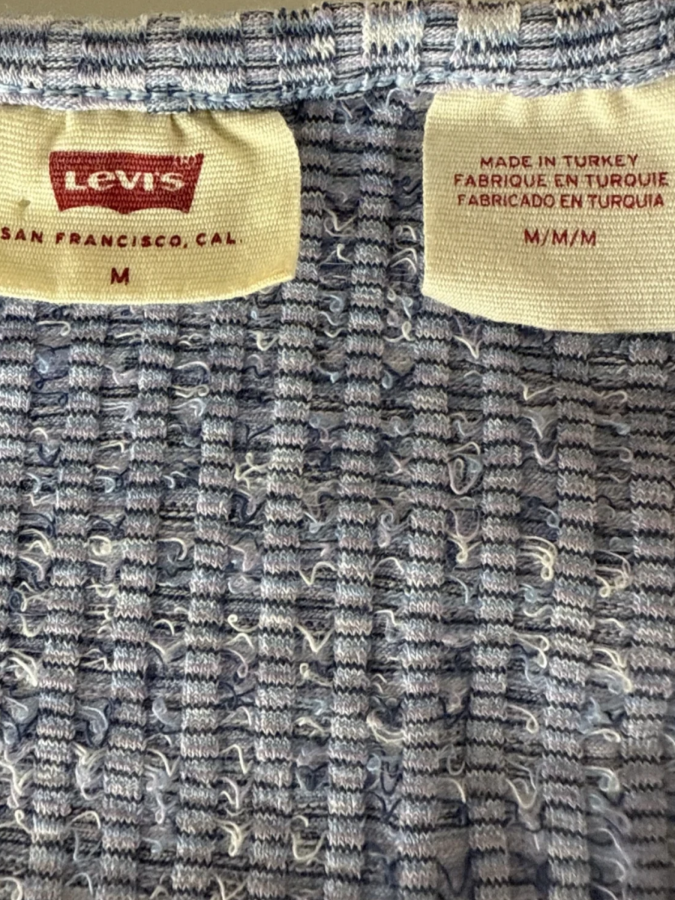 Levi's
SAN FRANCISCO, CAL.
M
MADE IN TURKEY
FABRIQUE EN TURQUIE
FABRICADO EN TURQUIA
M/M/M